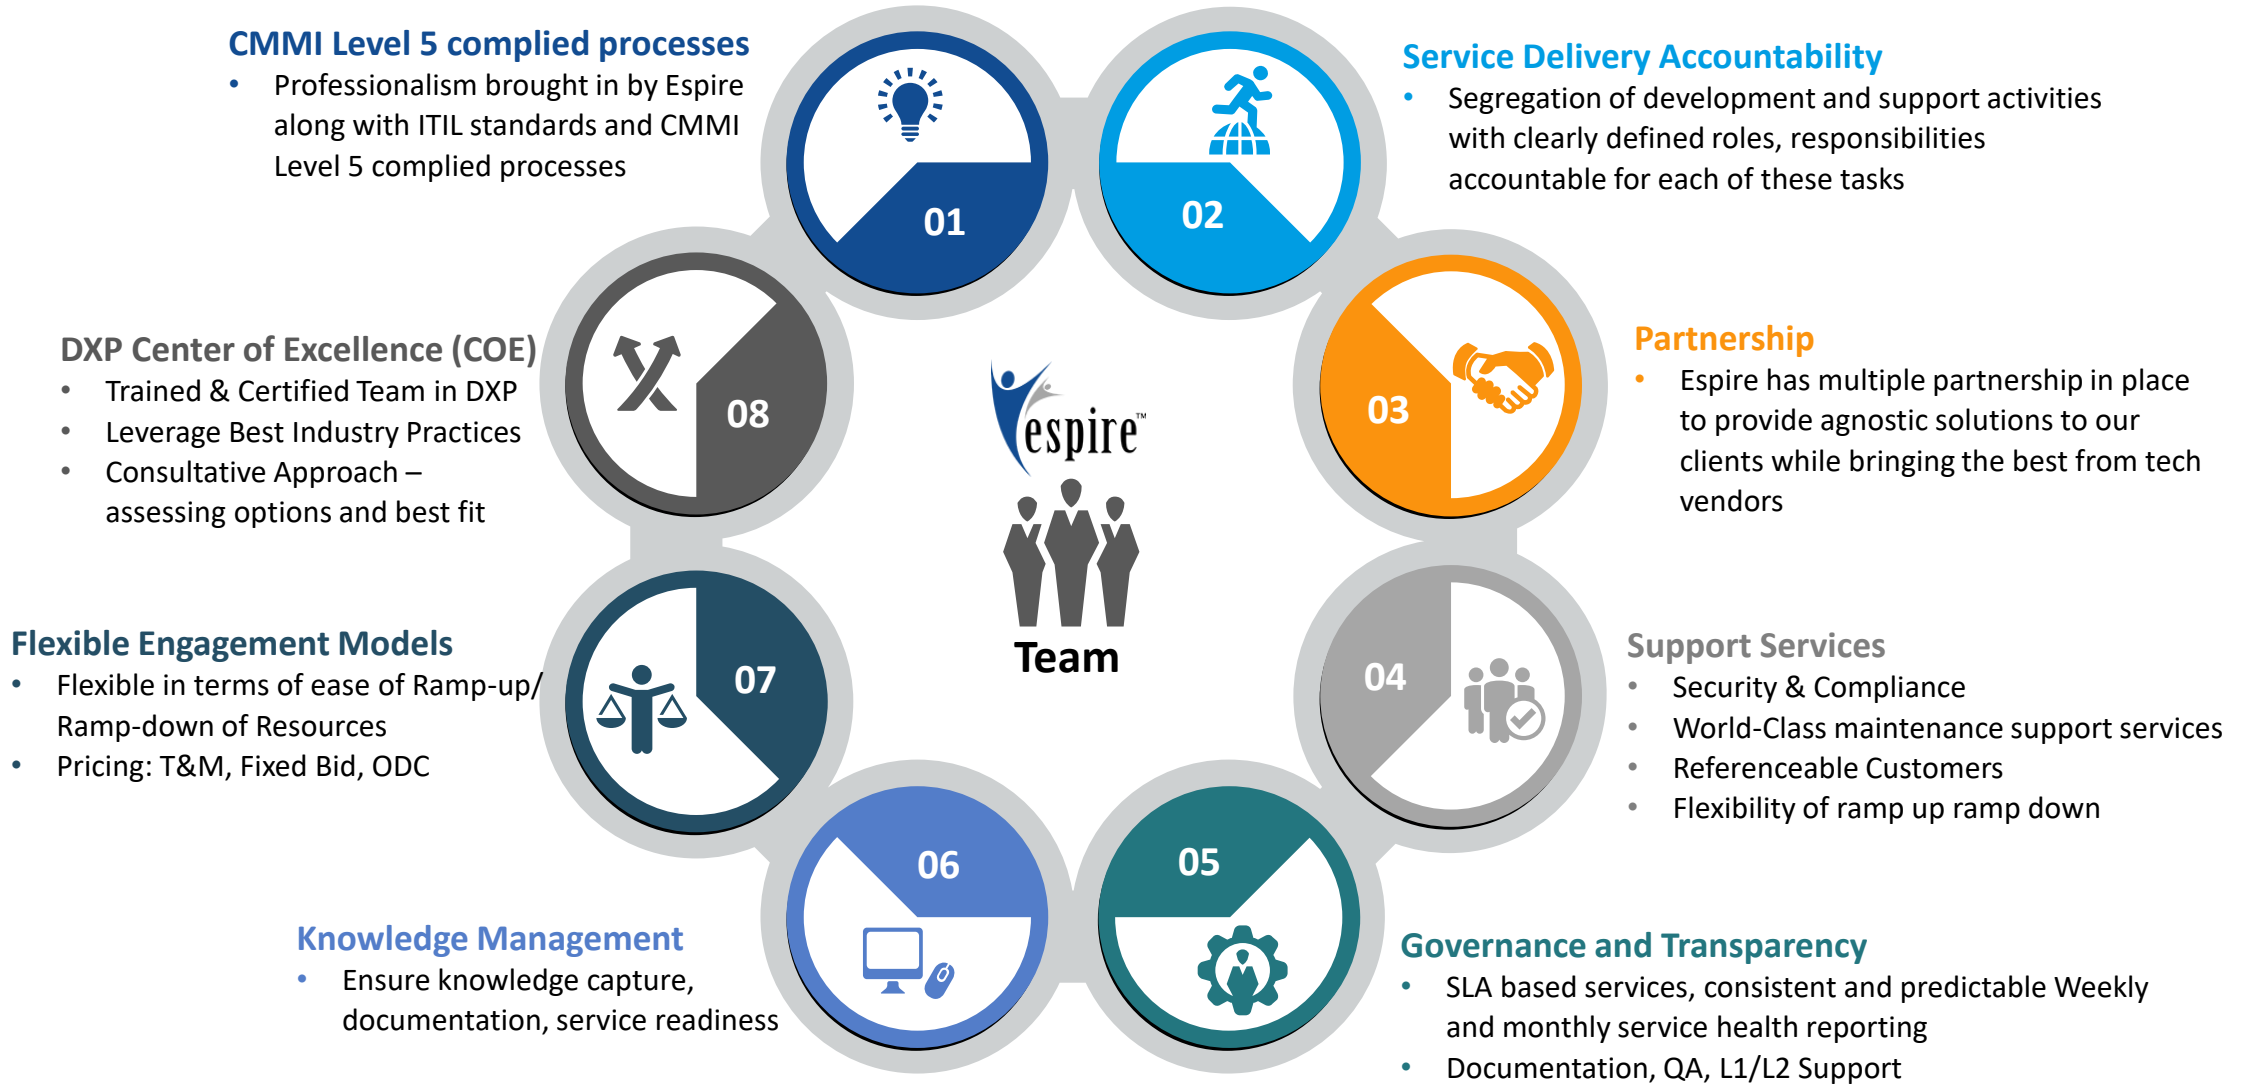 CMMI Level 5 complied processes
• Professionalism brought in by Espire
along with ITIL standards and CMMI
Level 5 complied processes
01
Service Delivery Accountability
• Segregation of development and support activities
with clearly defined roles, responsibilities
accountable for each of these tasks
02
Partnership
• Espire has multiple partnership in place
to provide agnostic solutions to our
clients while bringing the best from tech
vendors
03
Support Services
• Security & Compliance
• World-Class maintenance support services
• Referenceable Customers
• Flexibility of ramp up ramp down
04
Governance and Transparency
• SLA based services, consistent and predictable Weekly
and monthly service health reporting
• Documentation, QA, L1/L2 Support
05
Knowledge Management
• Ensure knowledge capture,
documentation, service readiness
06
Flexible Engagement Models
• Flexible in terms of ease of Ramp-up/
Ramp-down of Resources
• Pricing: T&M, Fixed Bid, ODC
07
DXP Center of Excellence (COE)
• Trained & Certified Team in DXP
• Leverage Best Industry Practices
• Consultative Approach –
assessing options and best fit
08
espire™
Team